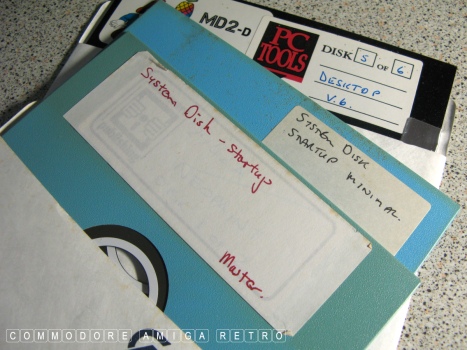 MD2-D
PC
TOOLS
DISK 5 OF 6
DESKTOP
V.6.
SYSTEM DISK
STARTUP MINIMAL.
System Disk - Startup
Master.
COMMODORE AMIGA RETRO